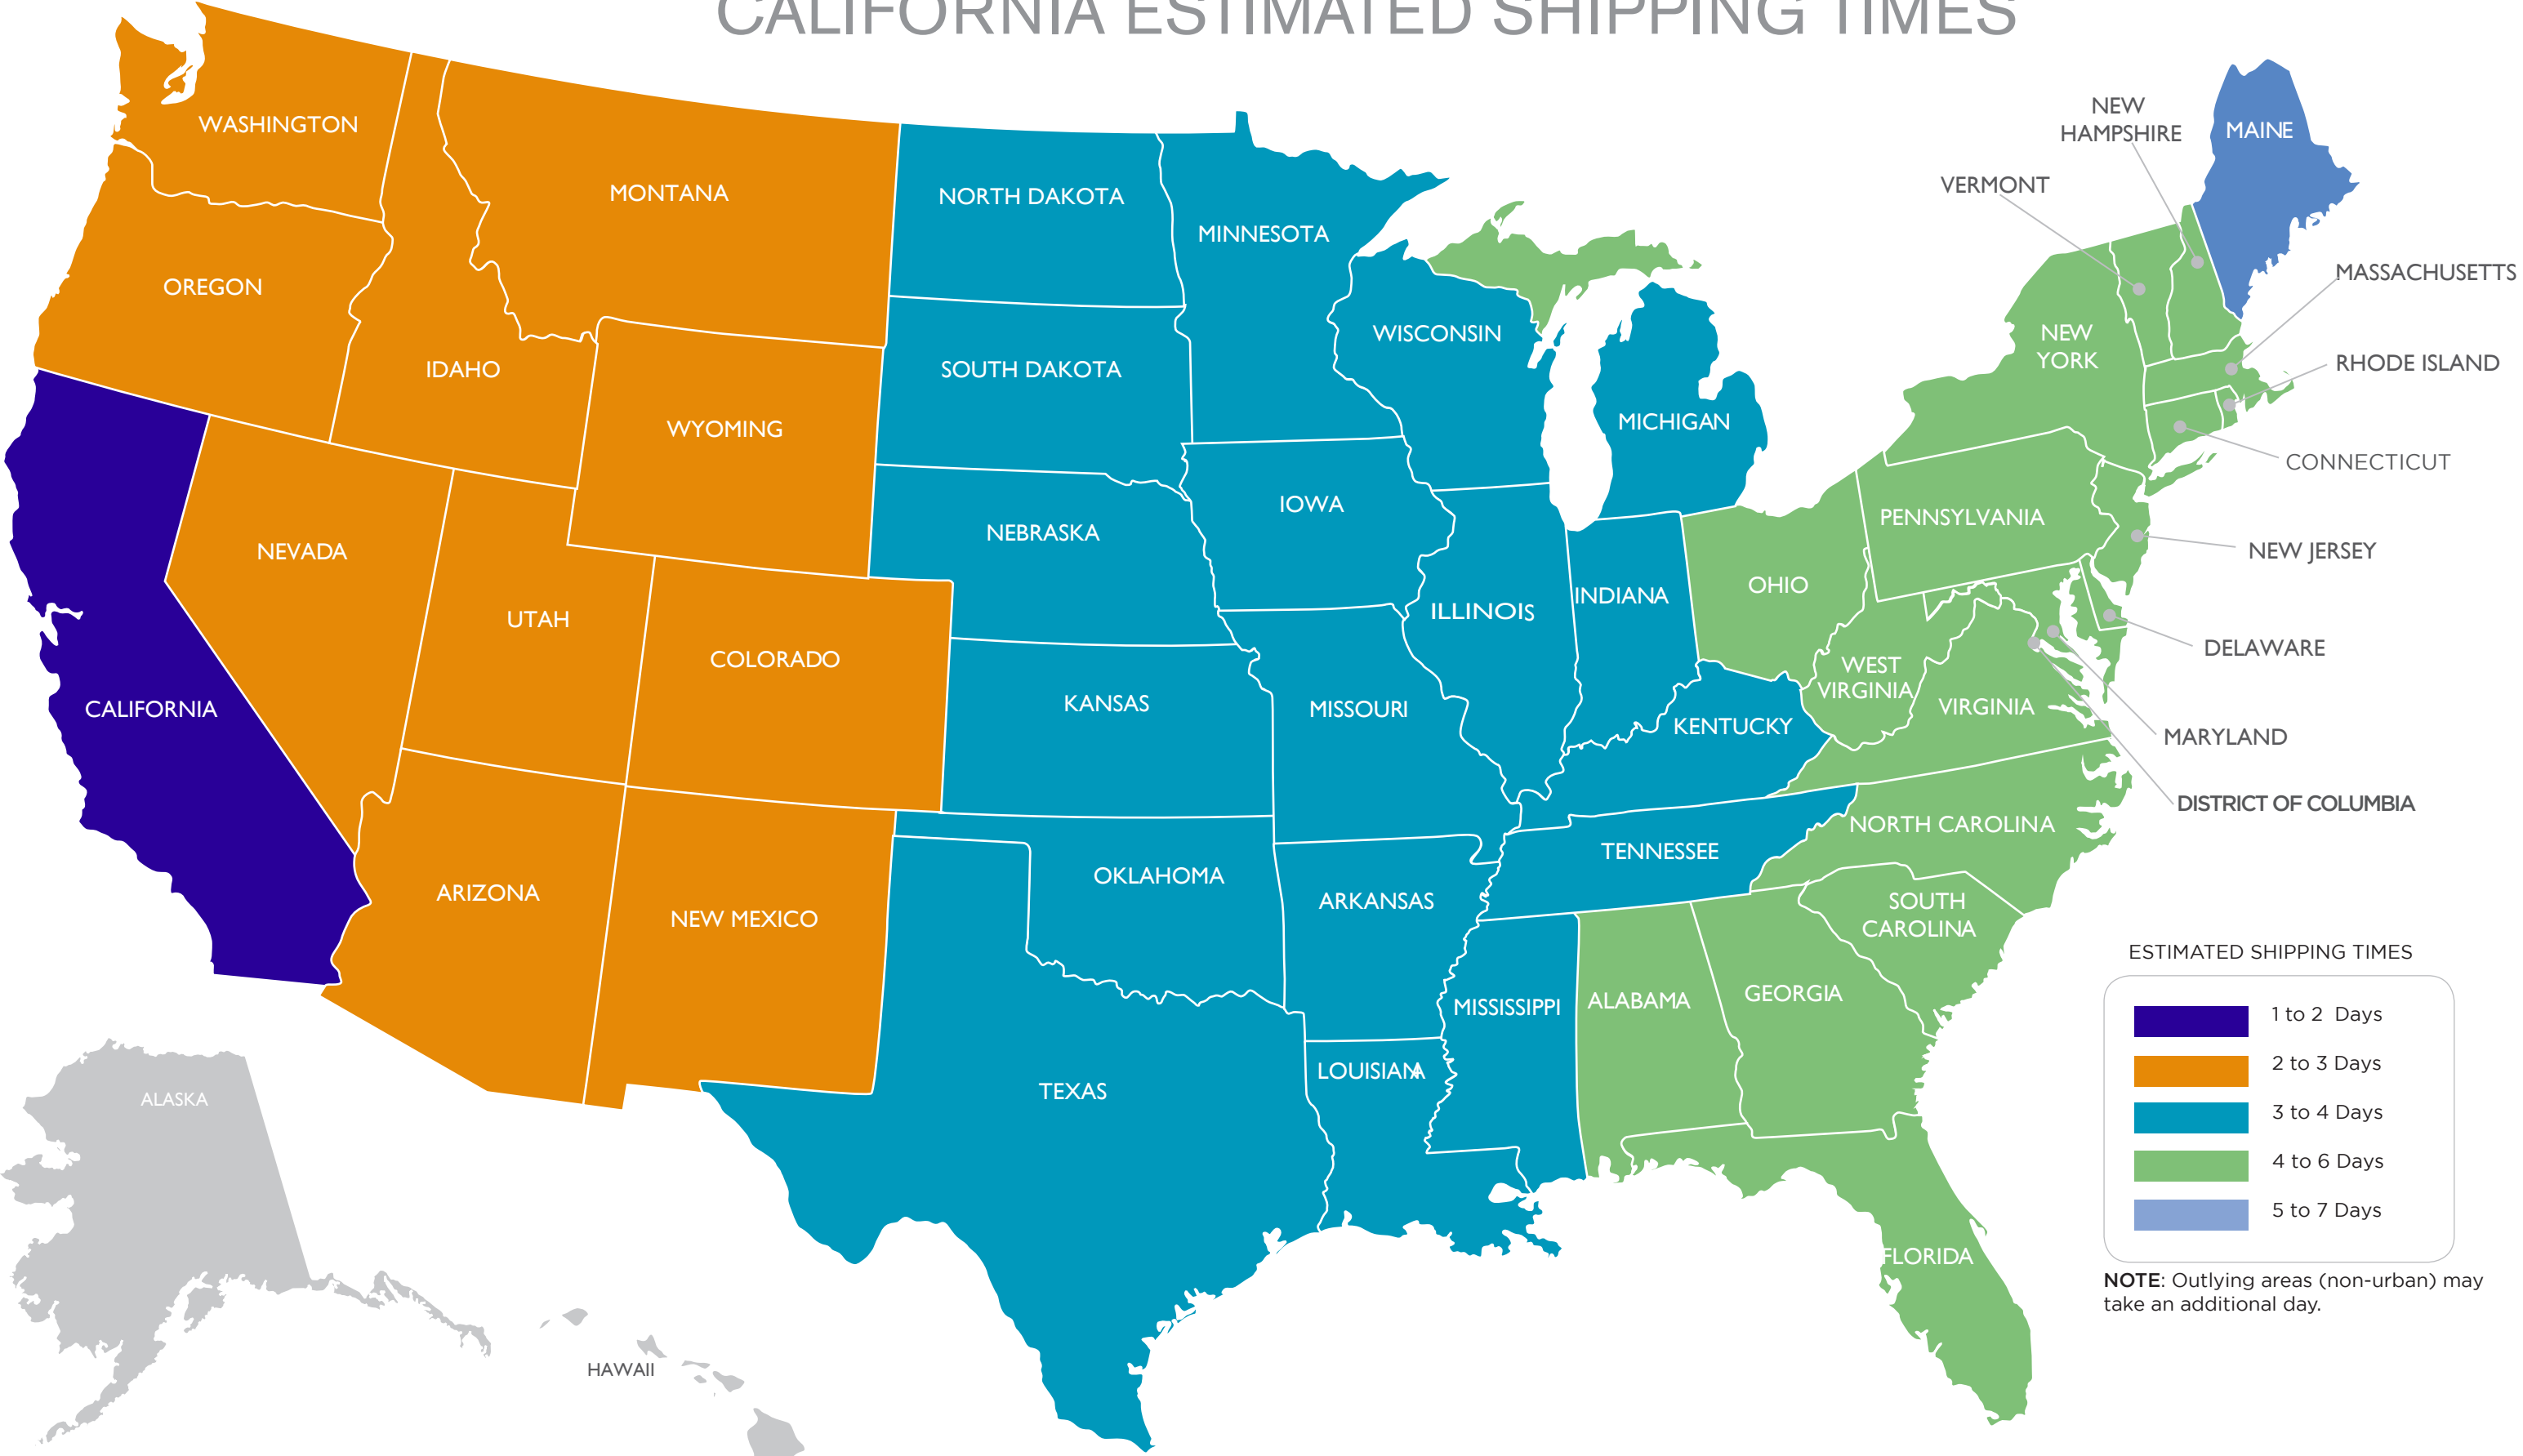 CALIFORNIA ESTIMATED SHIPPING TIMES
WASHINGTON
OREGON
IDAHO
MONTANA
WYOMING
NEVADA
UTAH
COLORADO
CALIFORNIA
ARIZONA
NEW MEXICO
NORTH DAKOTA
SOUTH DAKOTA
NEBRASKA
KANSAS
OKLAHOMA
TEXAS
MINNESOTA
IOWA
MISSOURI
ARKANSAS
LOUISIANA
WISCONSIN
ILLINOIS
MICHIGAN
INDIANA
KENTUCKY
TENNESSEE
MISSISSIPPI
ALABAMA
GEORGIA
FLORIDA
SOUTH
CAROLINA
NORTH CAROLINA
VIRGINIA
WEST
VIRGINIA
OHIO
PENNSYLVANIA
NEW
YORK
VERMONT
NEW
HAMPSHIRE
MAINE
MASSACHUSETTS
RHODE ISLAND
CONNECTICUT
NEW JERSEY
DELAWARE
MARYLAND
DISTRICT OF COLUMBIA
ALASKA
HAWAII
ESTIMATED SHIPPING TIMES
1 to 2 Days
2 to 3 Days
3 to 4 Days
4 to 6 Days
5 to 7 Days
NOTE: Outlying areas (non-urban) may
take an additional day.